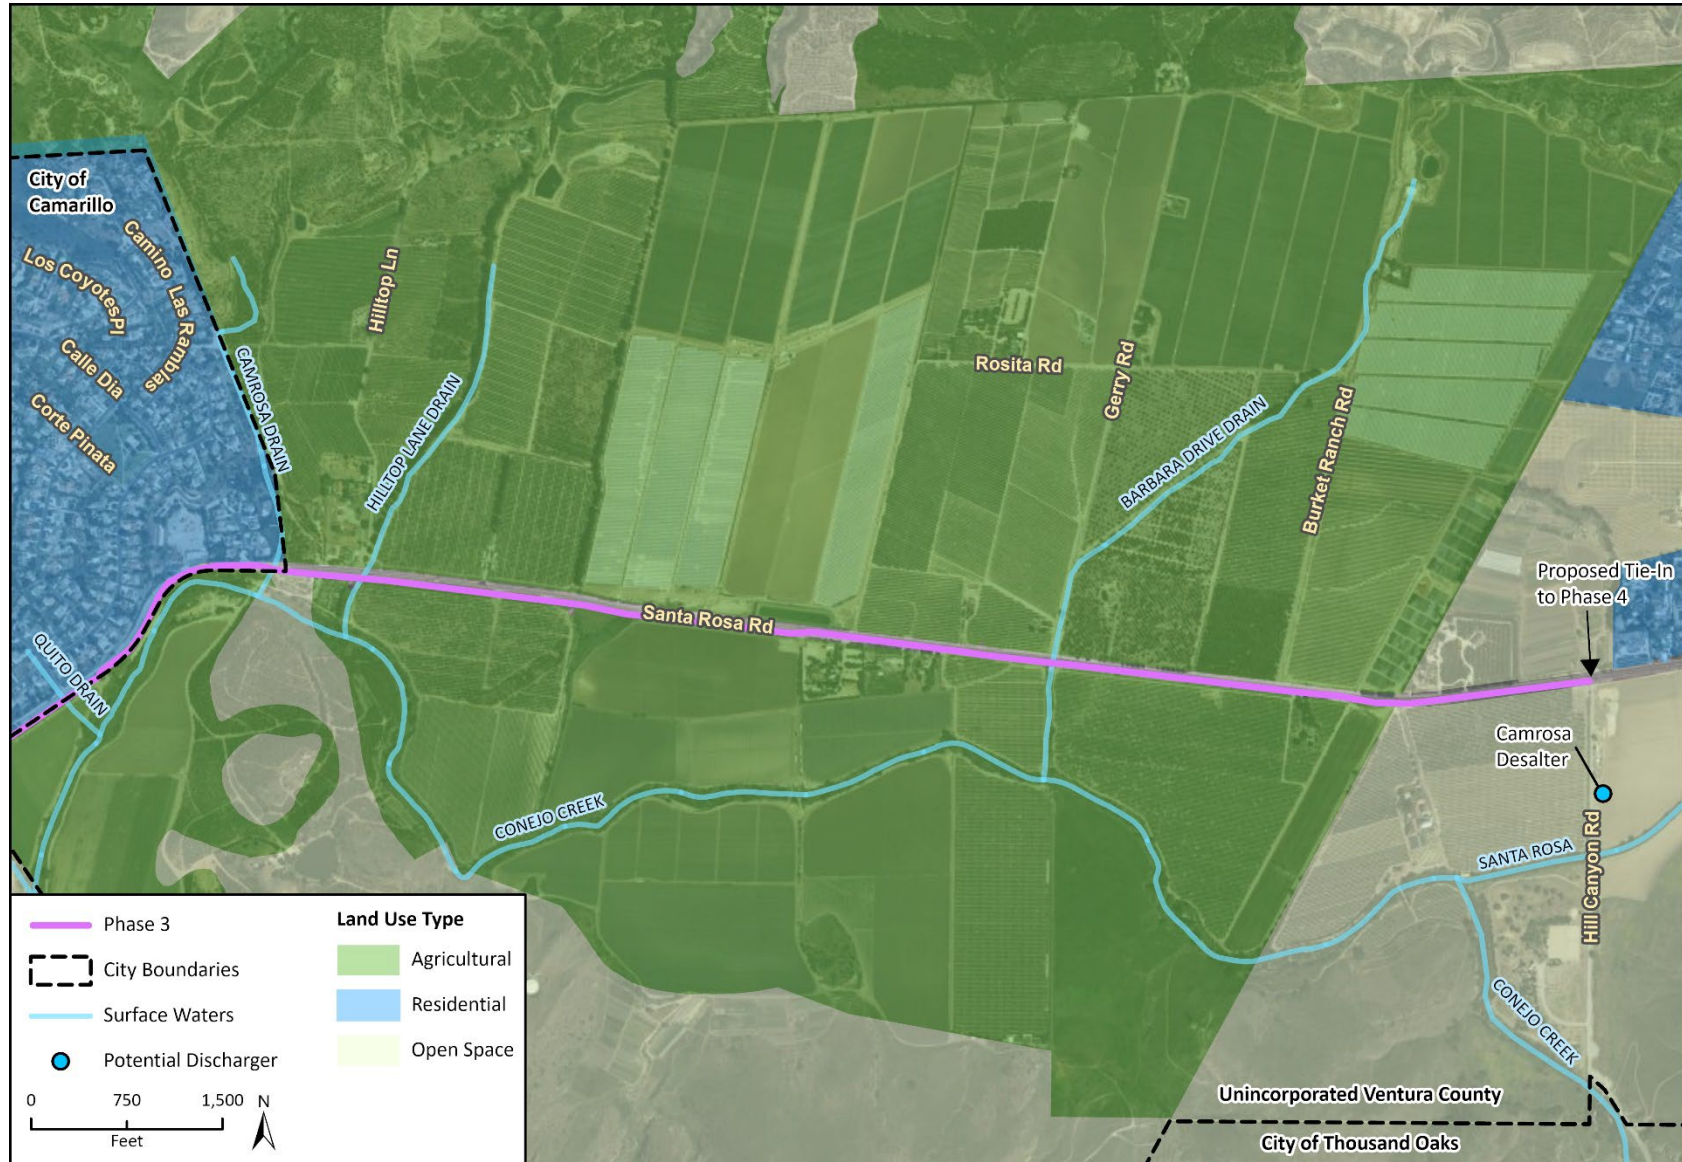 City of
Camarillo
Camino Las Ramblas
Los CoyotesPl
Calle Dia
Corte Pinata
CAMROSA DRAIN
Hilltop Ln
HILLTOP LANE DRAIN
Rosita Rd
Gerry Rd
BARBARA DRIVE DRAIN
Burket Ranch Rd
Proposed Tie-In
to Phase 4
Santa Rosa Rd
QUITO DRAIN
Camrosa
Desalter
CONEJO CREEK
SANTA ROSA
Hill Canyon Rd
CONEJO CREEK
Unincorporated Ventura County
City of Thousand Oaks
Phase 3
City Boundaries
Surface Waters
Potential Discharger
0 750 1,500
Feet
N
Land Use Type
Agricultural
Residential
Open Space